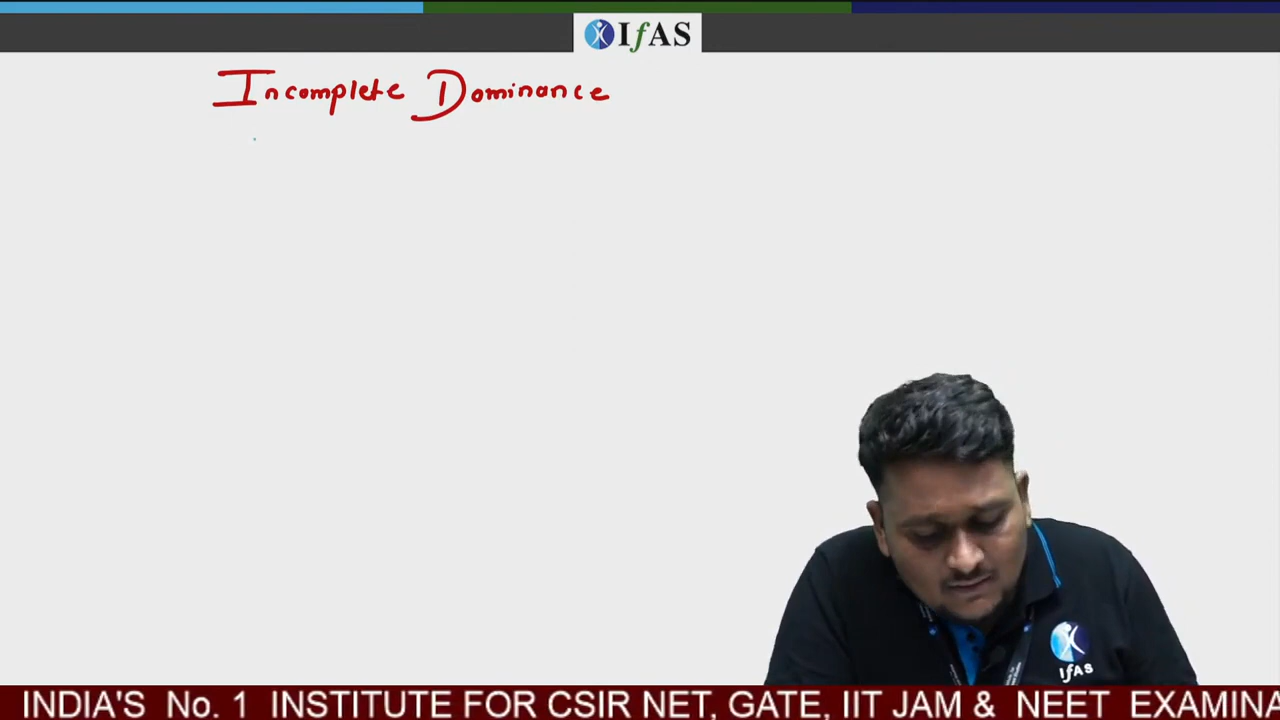 IfAS
Incomplete Dominance
IfAS
INDIA'S No. 1 INSTITUTE FOR CSIR NET, GATE, IIT JAM & NEET EXAMINA